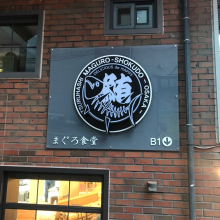 TSURUHASHI MAGURO-SHOKUDO OSAKA
鮪
まぐろ食堂
B1